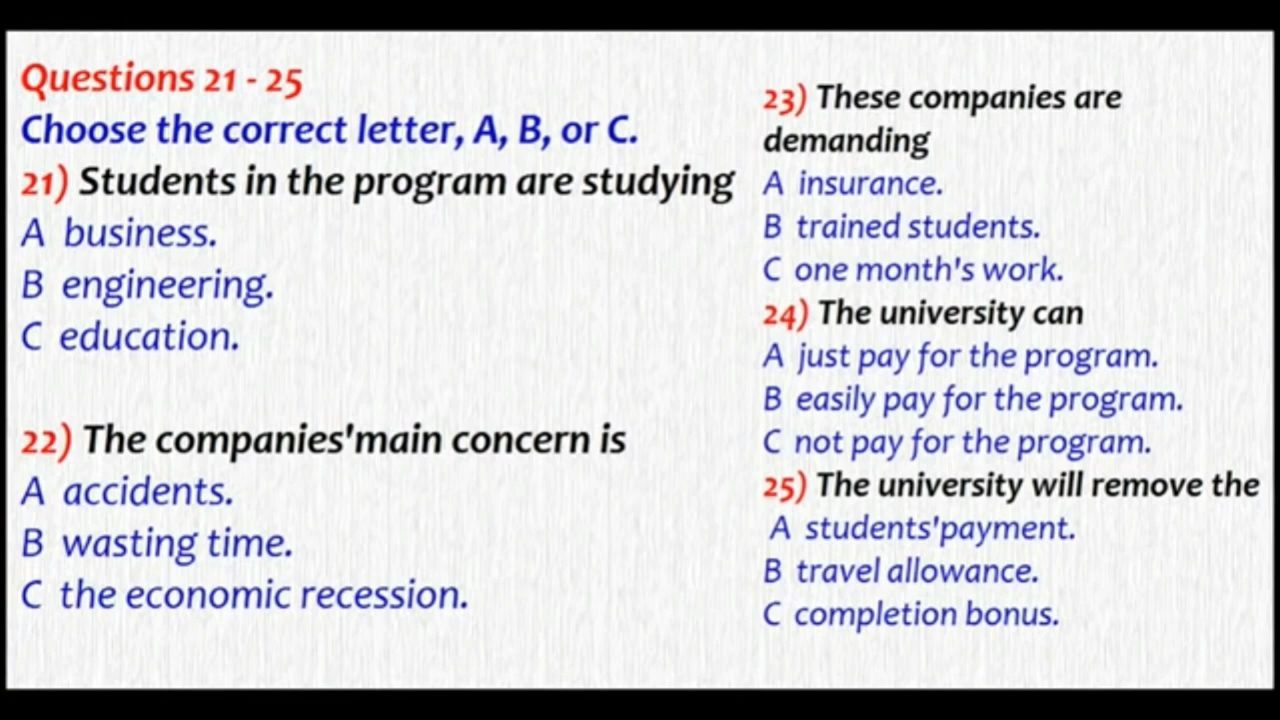 Questions 21 - 25
Choose the correct letter, A, B, or C.
21) Students in the program are studying
A business.
B engineering.
C education.
22) The companies'main concern is
A accidents.
B wasting time.
C the economic recession.
23) These companies are
demanding
A insurance.
B trained students.
C one month's work.
24) The university can
A just pay for the program.
B easily pay for the program.
C not pay for the program.
25) The university will remove the
A students'payment.
B travel allowance.
C completion bonus.